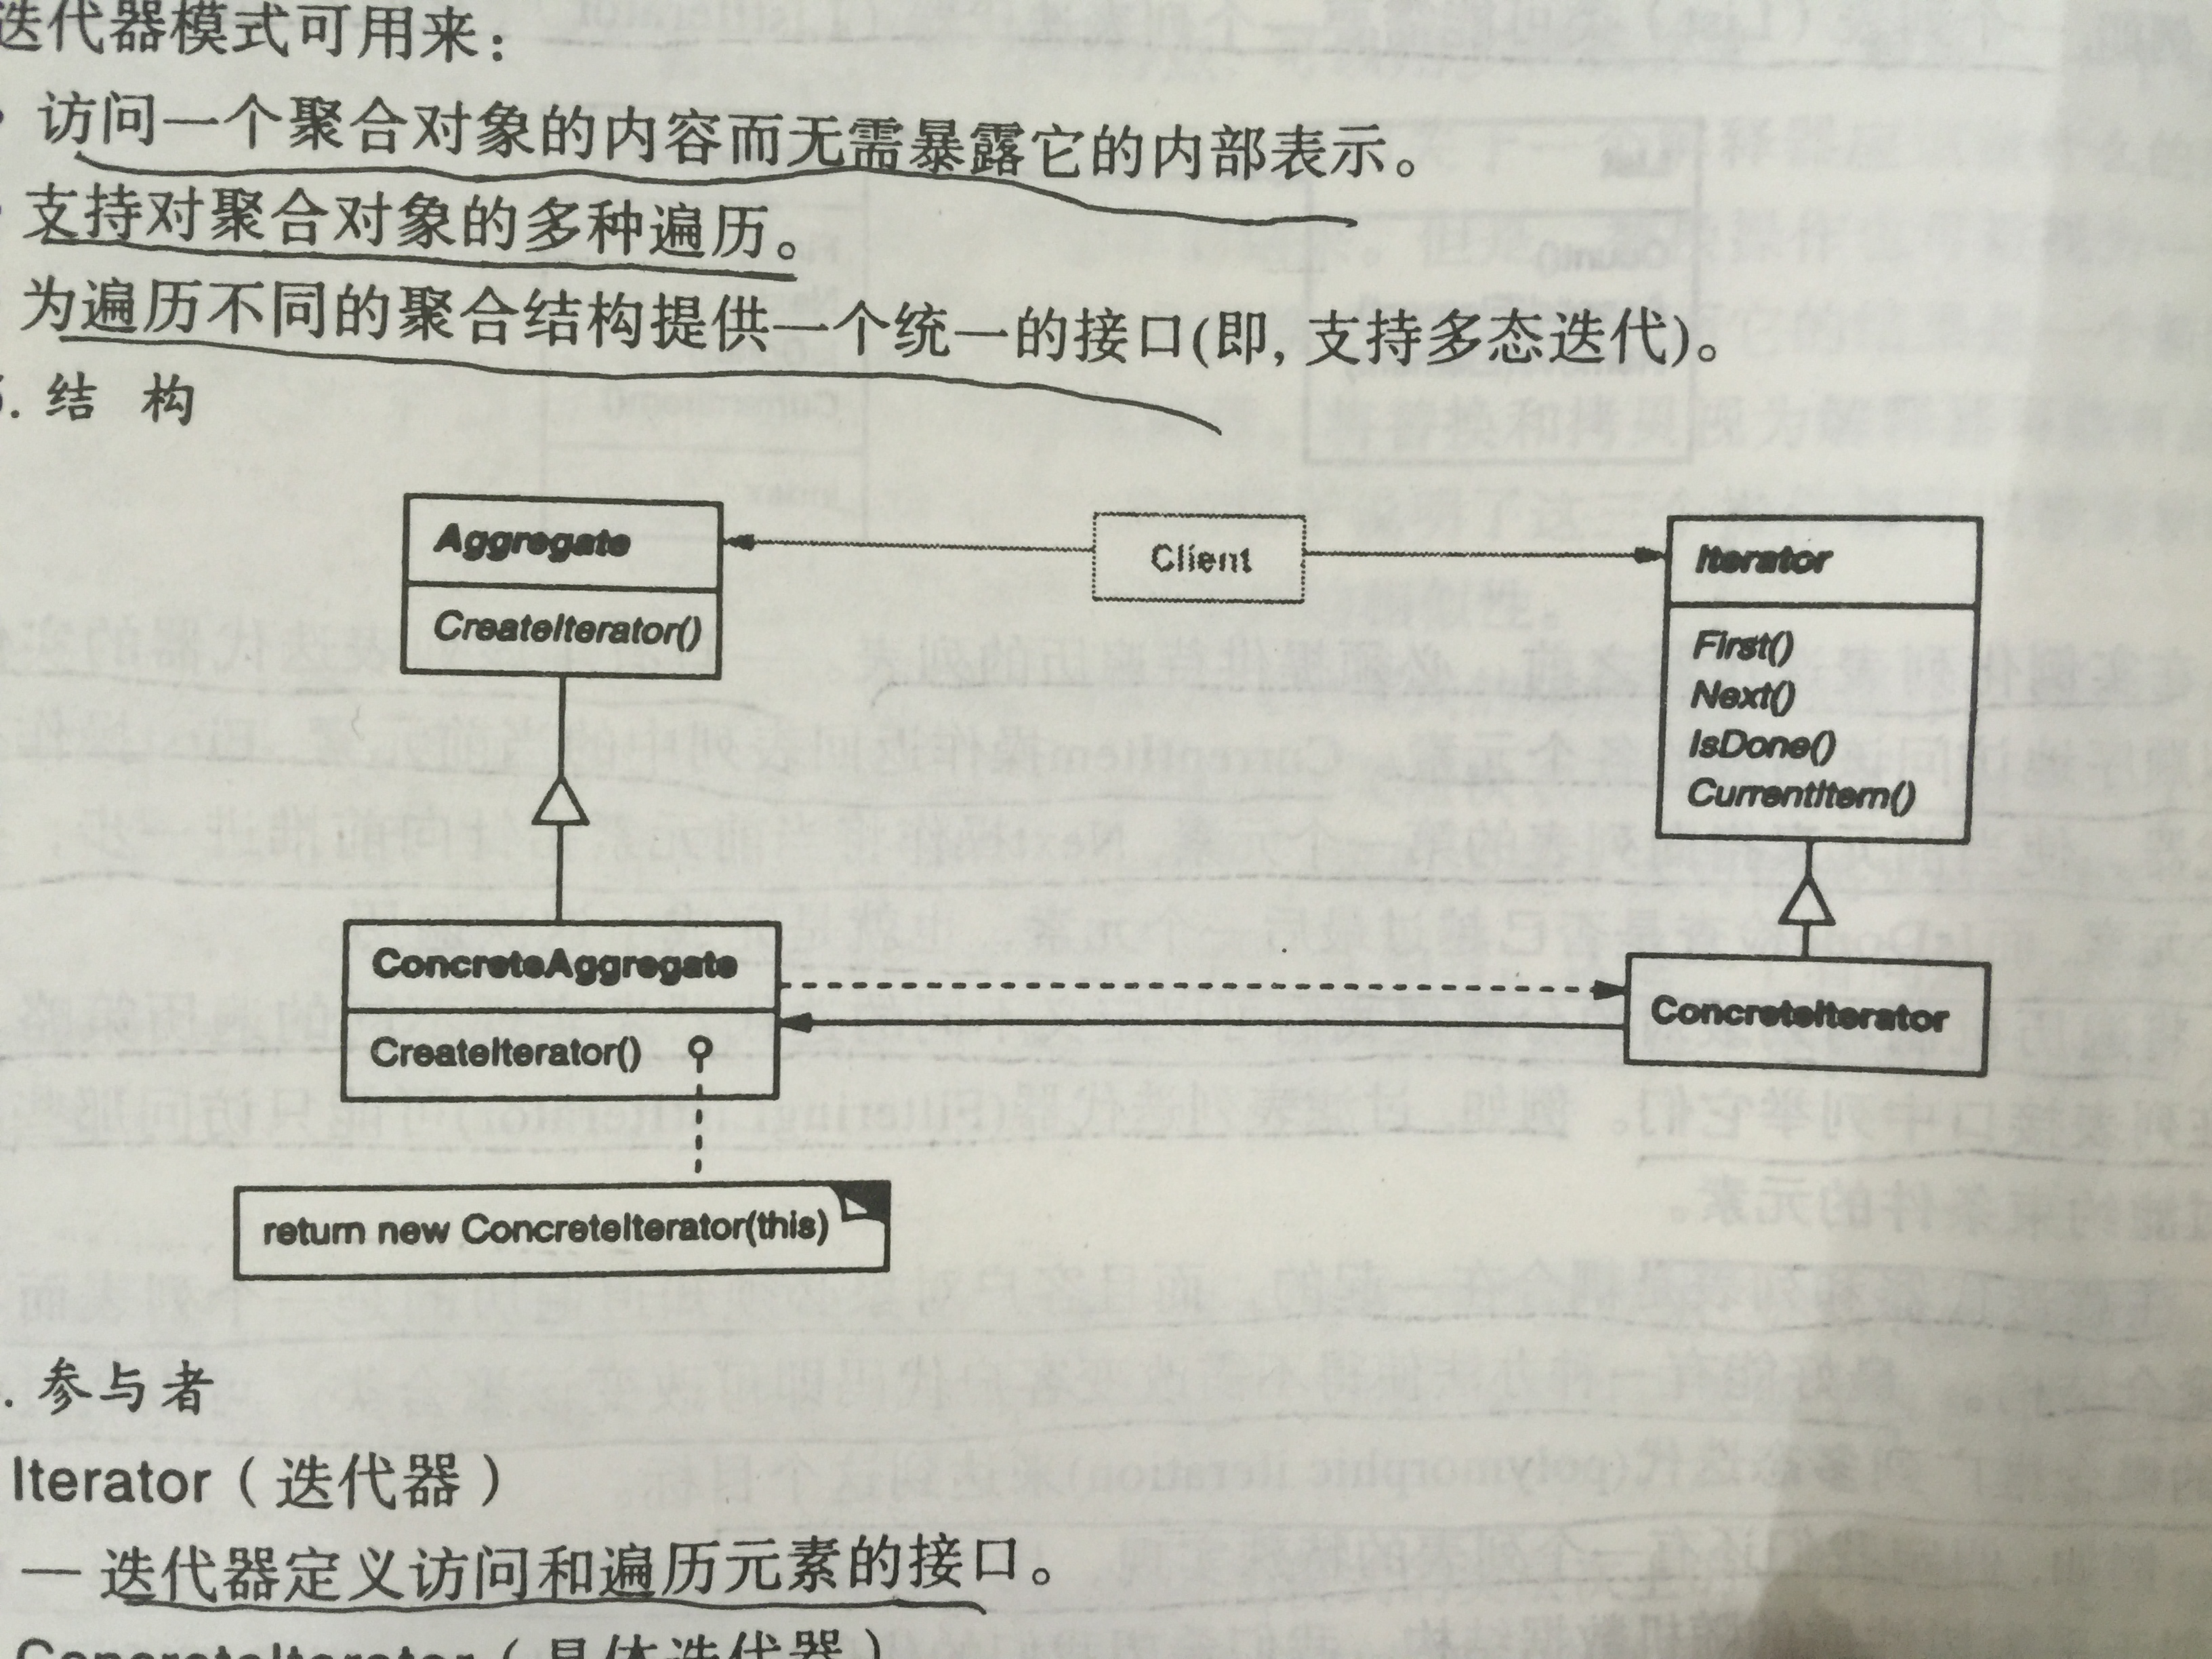 迭代器模式可用来：
访问一个聚合对象的内容而无需暴露它的内部表示。
支持对聚合对象的多种遍历。
为遍历不同的聚合结构提供一个统一的接口(即, 支持多态迭代)。
5. 结 构
Aggregate
CreateIterator()
Client
Iterator
First()
Next()
IsDone()
CurrentItem()
ConcreteAggregate
CreateIterator()
ConcreteIterator
return new ConcreteIterator(this)
. 参与者
Iterator（迭代器）
— 迭代器定义访问和遍历元素的接口。
ConcreteIterator（具体迭代器）